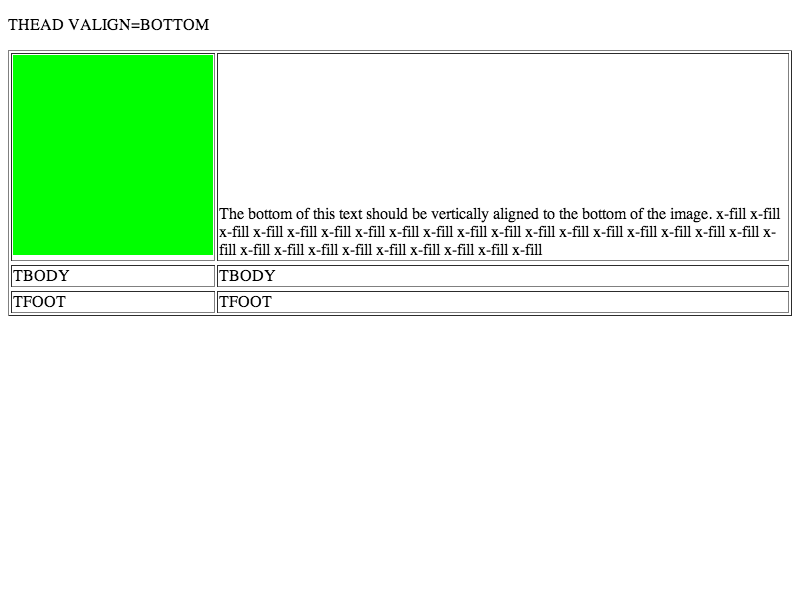 THEAD VALIGN=BOTTOM
The bottom of this text should be vertically aligned to the bottom of the image. x-fill x-fill
x-fill x-fill x-fill x-fill x-fill x-fill x-fill x-fill x-fill x-fill x-fill x-fill x-fill x-fill x-fill x-fill x-
fill x-fill x-fill x-fill x-fill x-fill x-fill x-fill x-fill x-fill
TBODY TBODY
TFOOT TFOOT